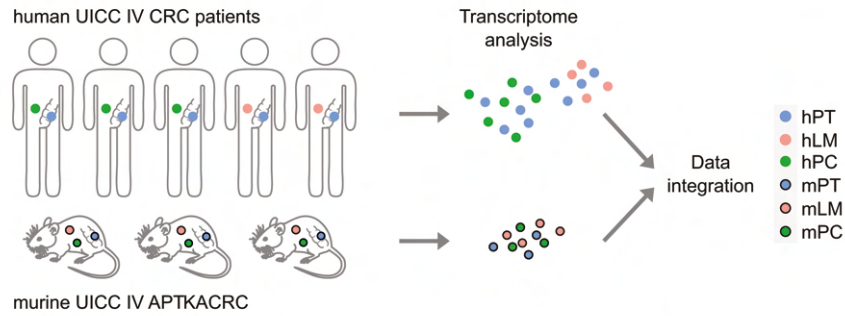 human UICC IV CRC patients
Transcriptome
analysis
Data
integration
hPT
hLM
hPC
mPT
mLM
mPC
murine UICC IV APTKACRC